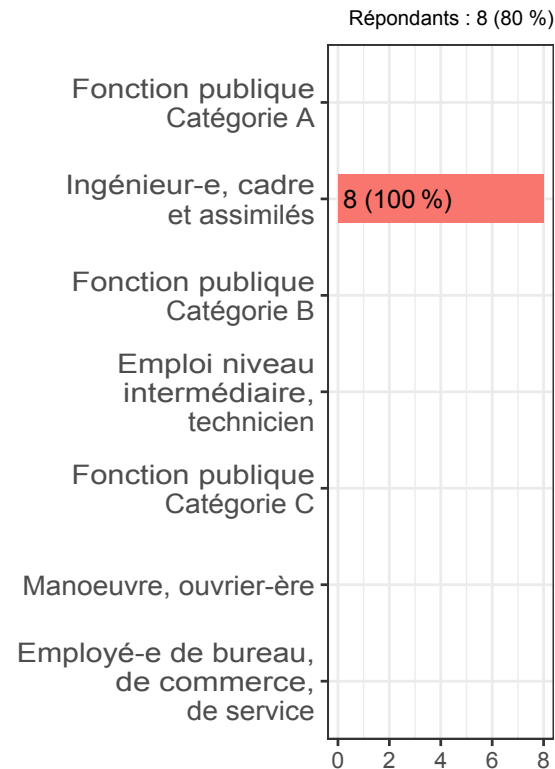 Répondants : 8 (80 %)
Fonction publique
Catégorie A
Ingénieur-e, cadre
et assimilés
8 (100 %)
Fonction publique
Catégorie B
Emploi niveau
intermédiaire,
technicien
Fonction publique
Catégorie C
Manoeuvre, ouvrier-ère
Employé-e de bureau,
de commerce,
de service
0 2 4 6 8